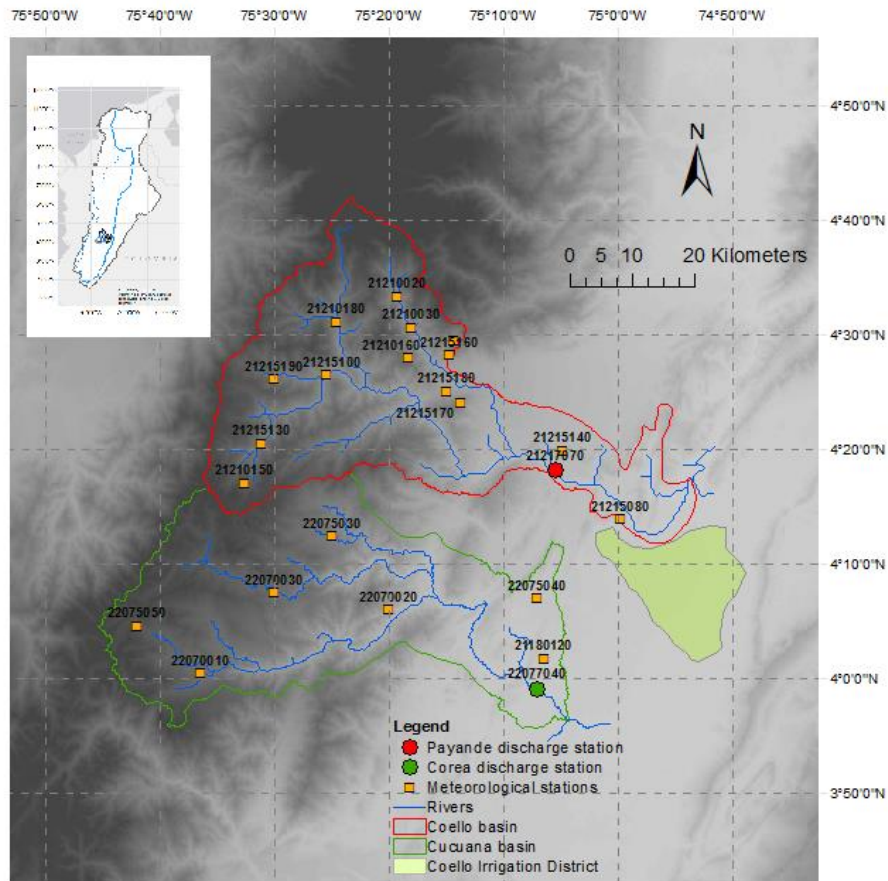 75°50'0"W 75°40'0"W 75°30'0"W 75°20'0"W 75°10'0"W 75°0'0"W 74°50'0"W
4°50'0"N
N
4°40'0"N
0 5 10 20 Kilometers
21210020
21210180
21210030
4°30'0"N
21210160
21215160
21215190
21215100
21215180
21215170
21215130
21215140
4°20'0"N
21217070
21210150
21215080
22075030
4°10'0"N
22070030
22075040
22070020
22075050
21180120
22070010
22077040
4°0'0"N
Legend
Payande discharge station
Corea discharge station
Meteorological stations
3°50'0"N
Rivers
Coello basin
Cucuana basin
Coello Irrigation District